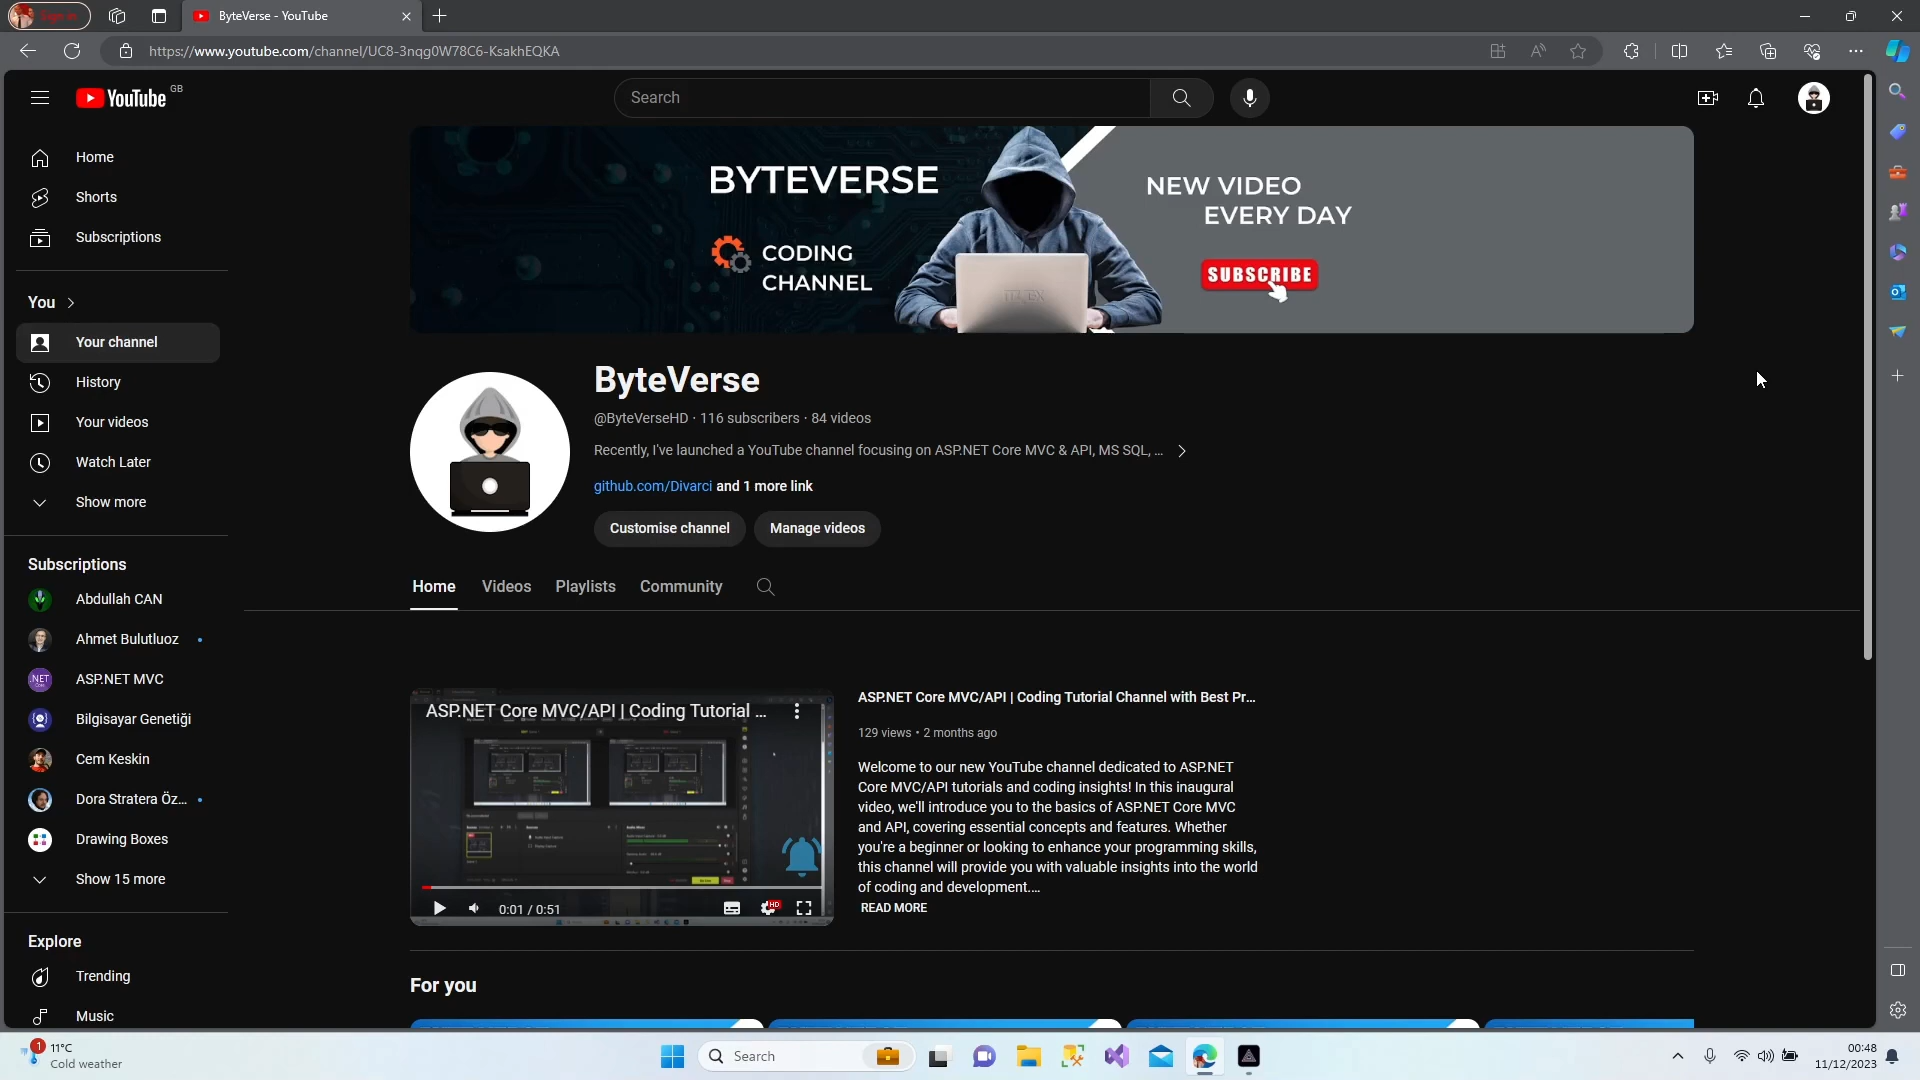 Sign in
ByteVerse - YouTube
https://www.youtube.com/channel/UC8-3nqg0W78C6-KsakhEQKA
YouTube GB
Search
Home
Shorts
Subscriptions
You
Your channel
History
Your videos
Watch Later
Show more
Subscriptions
Abdullah CAN
Ahmet Bulutluoz
.NET
ASP.NET MVC
Bilgisayar Genetiği
Cem Keskin
Dora Stratera Öz...
Drawing Boxes
Show 15 more
Explore
Trending
Music
BYTEVERSE
CODING
CHANNEL
NEW VIDEO
EVERY DAY
SUBSCRIBE
ByteVerse
@ByteVerseHD · 116 subscribers · 84 videos
Recently, I've launched a YouTube channel focusing on ASP.NET Core MVC & API, MS SQL, ...
github.com/Divarci and 1 more link
Customise channel
Manage videos
Home
Videos
Playlists
Community
ASP.NET Core MVC/API | Coding Tutorial ...
0:01 / 0:51
HD
ASP.NET Core MVC/API | Coding Tutorial Channel with Best Pr...
129 views • 2 months ago
Welcome to our new YouTube channel dedicated to ASP.NET
Core MVC/API tutorials and coding insights! In this inaugural
video, we'll introduce you to the basics of ASP.NET Core MVC
and API, covering essential concepts and features. Whether
you're a beginner or looking to enhance your programming skills,
this channel will provide you with valuable insights into the world
of coding and development....
READ MORE
For you
1
11°C
Cold weather
Search
00:48
11/12/2023